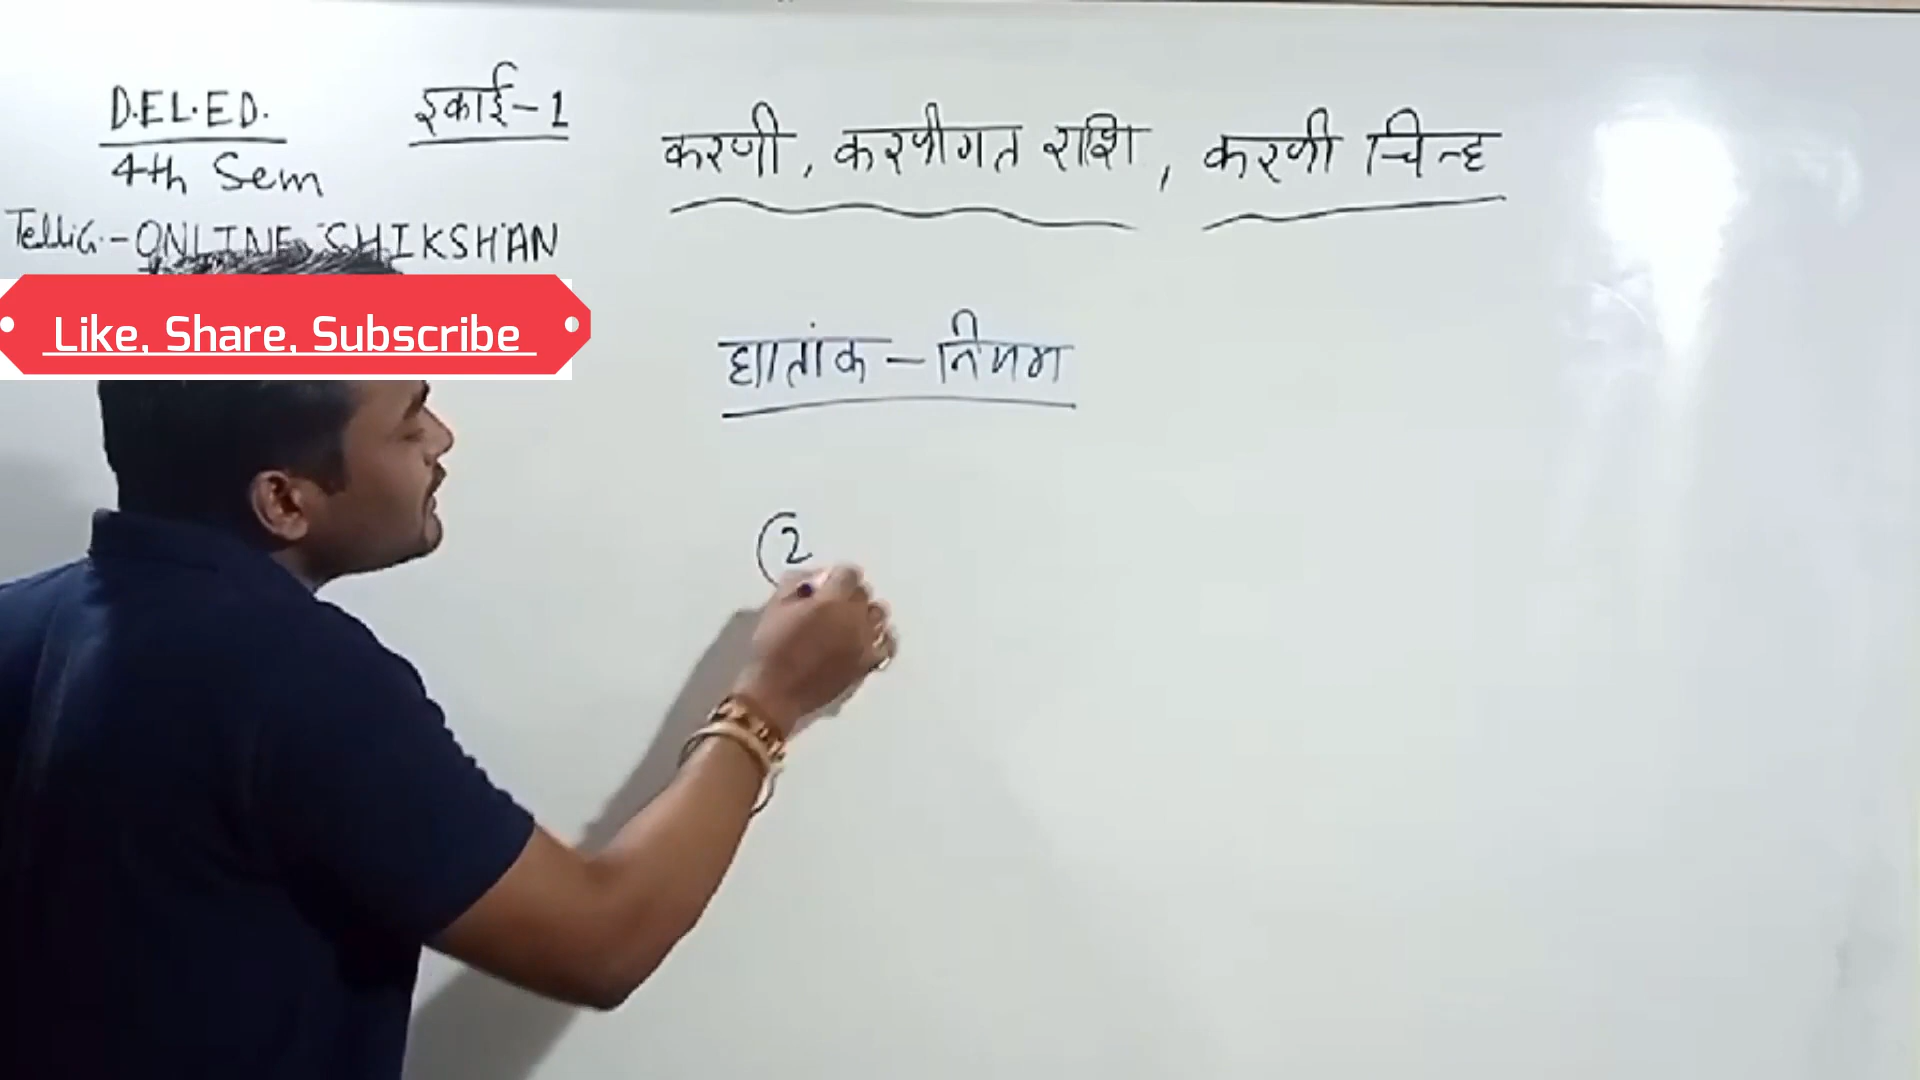 D.EL.ED.
4th Sem
इकाई-1
करणी, करणीगत राशि, करणी चिन्ह
TelliG:- ONLINE SHIKSHAN
Like, Share, Subscribe
घातांक - नियम
2